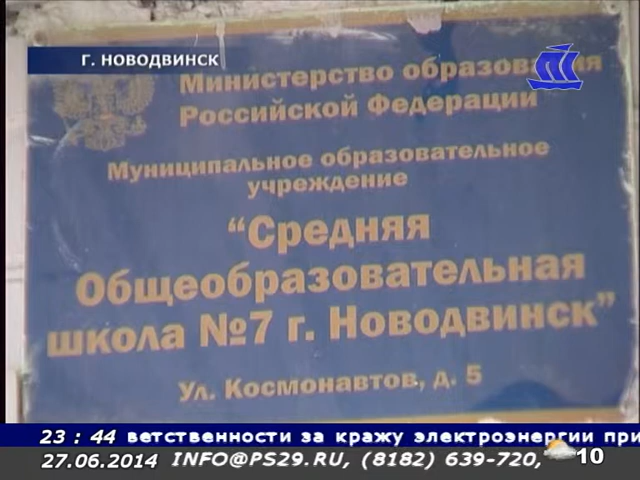 г. НОВОДВИНСК
Министерство образования
Российской Федерации
Муниципальное образовательное
учреждение
“Средняя
Общеобразовательная
школа №7 г. Новодвинск”
Ул. Космонавтов, д. 5
23 : 44 ветственности за кражу электроэнергии при
27.06.2014 INFO@PS29.RU, (8182) 639-720, 10